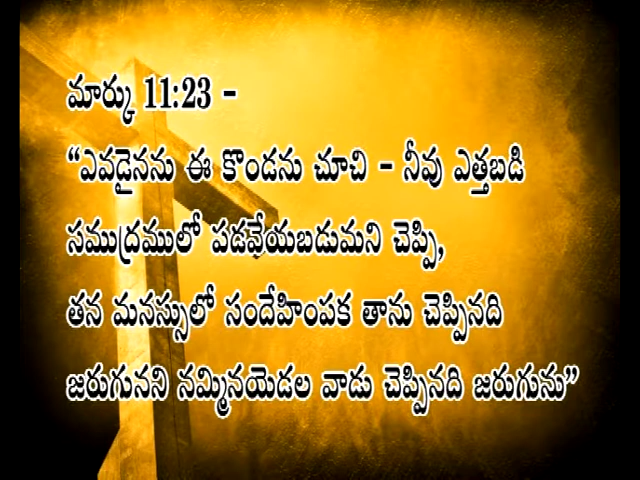 మార్కు 11:23 -
“ఎవడైనను ఈ కొండను చూచి - నీవు ఎత్తబడి
సముద్రములో పడవేయబడుమని చెప్పి,
తన మనస్సులో సందేహింపక తాను చెప్పినది
జరుగునని నమ్మినయెడల వాడు చెప్పినది జరుగును”